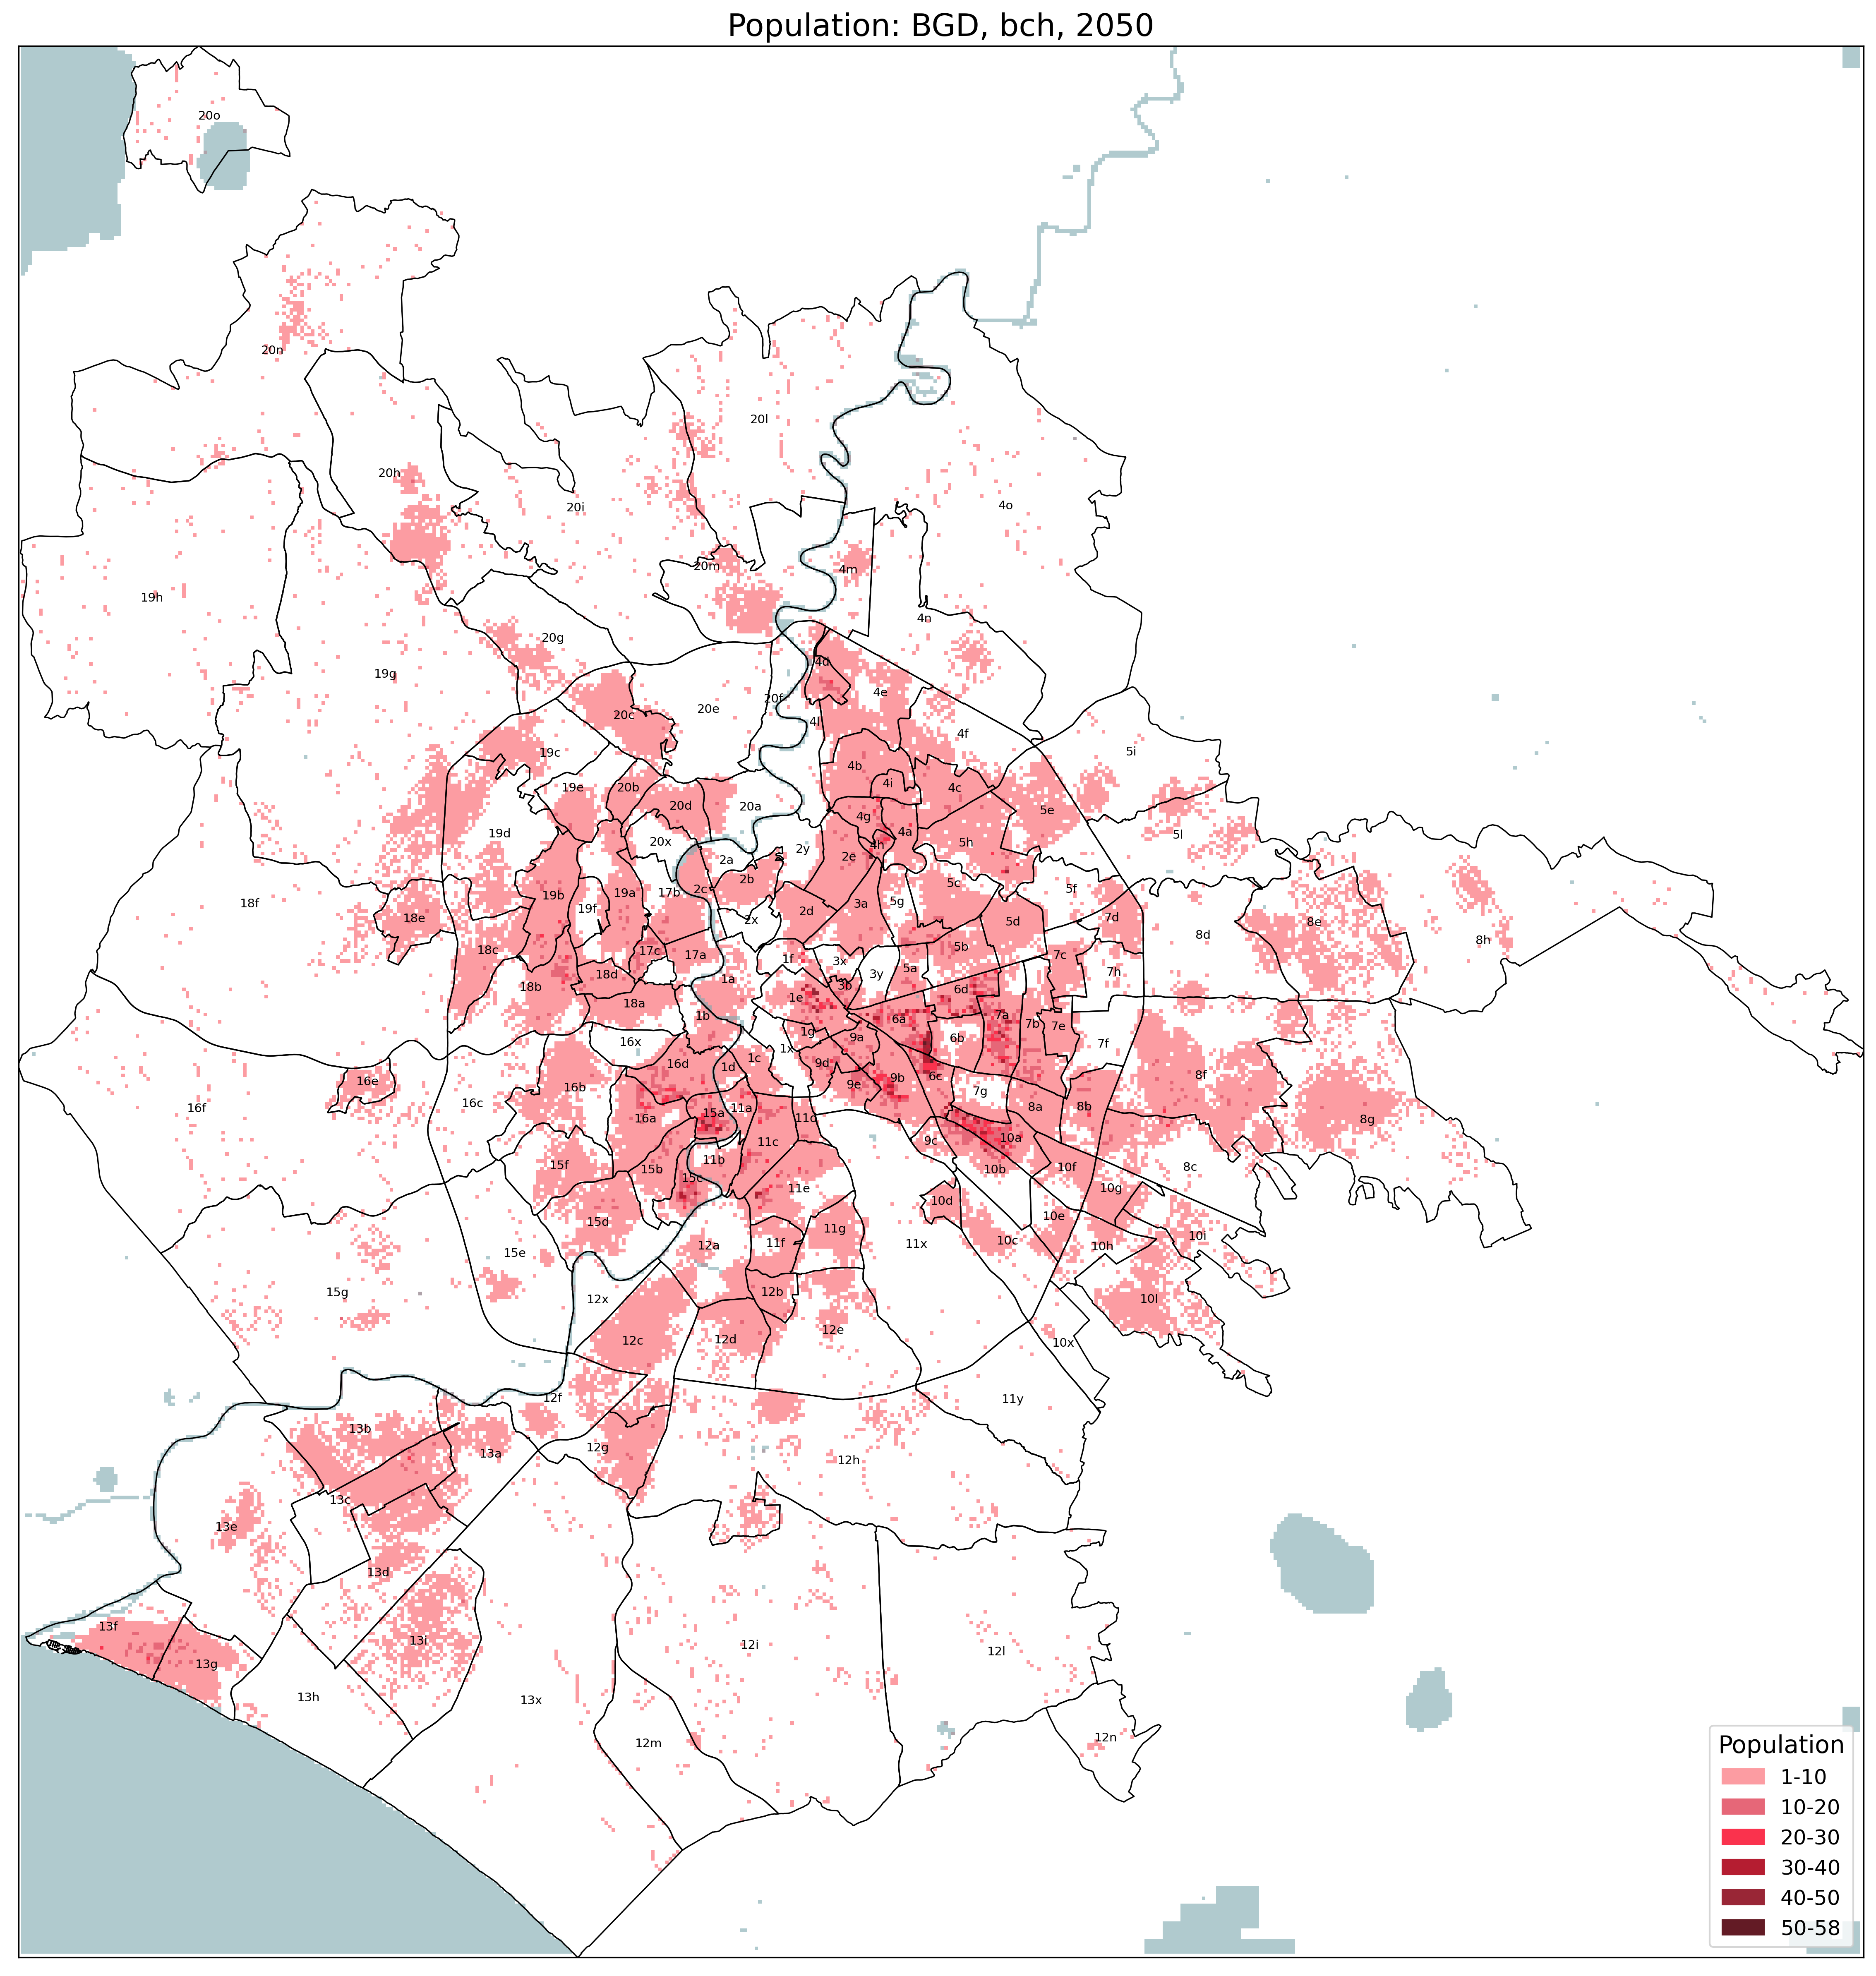 Population: BGD, bch, 2050
20o
20n
20l
20h
20i
4o
20m
4m
19h
4n
20g
4d
19g
4e
20f
20e
20c
4l
4f
19c
5i
4b
4i
19e
20b
4c
20d
20a
5e
4g
4a
19d
5l
20x
4h
5h
2y
2e
2a
2b
5c
5f
2c
19b
19a
17b
18f
3a
5g
19f
2d
18e
7d
2x
5d
8e
8d
8h
18c
17c
5b
17a
7c
1f
3x
5a
7h
18d
3y
1a
18b
3b
6d
1e
18a
1b
7a
6a
7b
7e
1g
9a
6b
16x
7f
1x
1c
9d
16d
1d
8f
6c
9b
16e
9e
16b
7g
16c
16f
11a
8a
8b
15a
16a
11d
8g
10a
9c
11c
11b
15f
8c
15b
10b
10f
15c
11e
10g
10d
10e
15d
11g
10i
10c
11f
11x
12a
10h
15e
15g
12b
12x
10l
12e
12c
12d
10x
12f
11y
13b
12g
13a
12h
13c
13e
13d
13f
13i
12i
12l
13g
13h
13x
12n
12m
Population
1-10
10-20
20-30
30-40
40-50
50-58